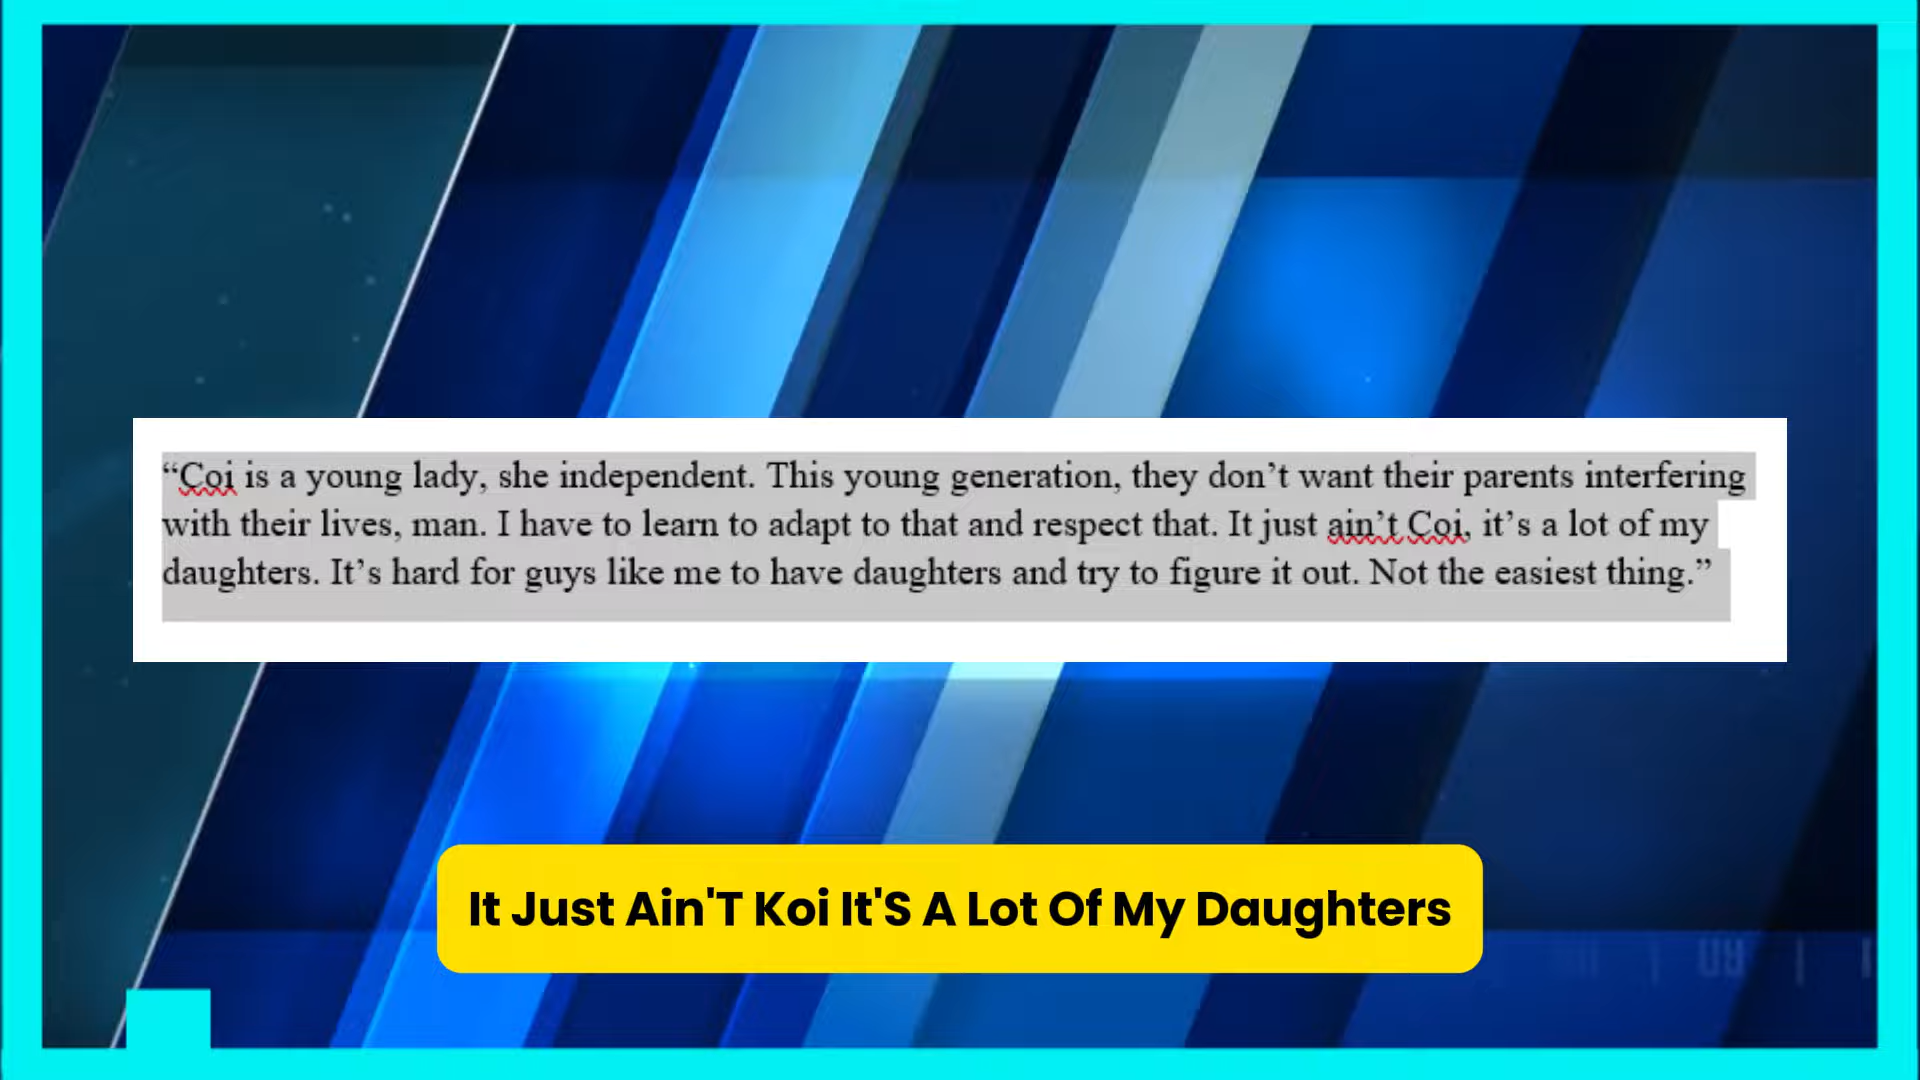 “Coi is a young lady, she independent. This young generation, they don’t want their parents interfering
with their lives, man. I have to learn to adapt to that and respect that. It just ain’t Coi, it’s a lot of my
daughters. It’s hard for guys like me to have daughters and try to figure it out. Not the easiest thing.”
It Just Ain'T Koi It'S A Lot Of My Daughters